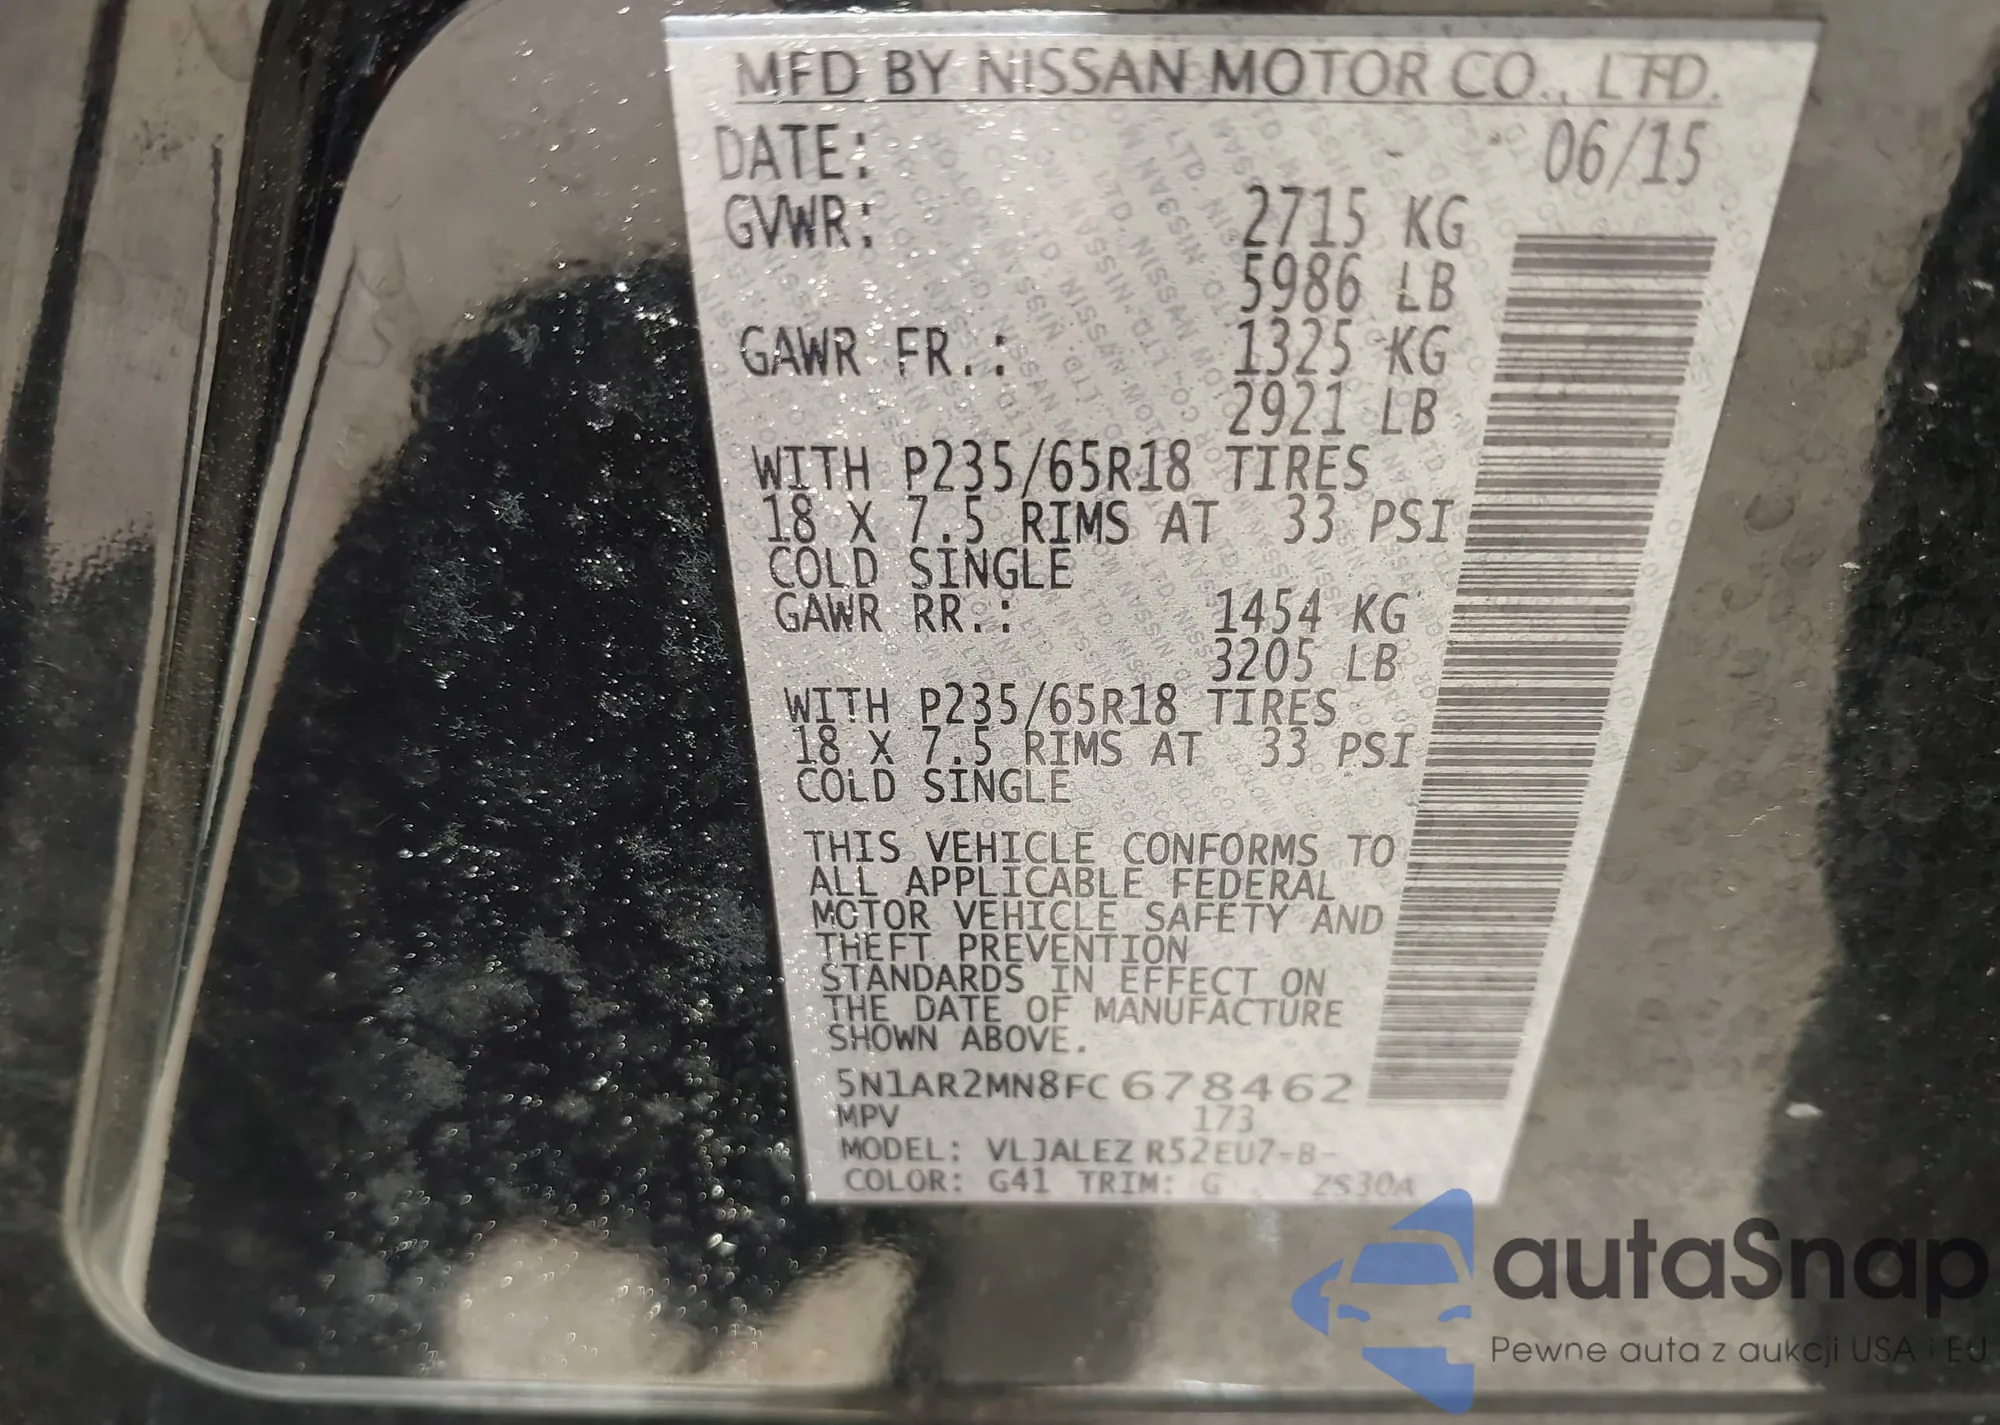 MFD BY NISSAN MOTOR CO., LTD.
DATE: 06/15
GVWR: 2715 KG
5986 LB
GAWR FR.: 1325 KG
2921 LB
WITH P235/65R18 TIRES
18 X 7.5 RIMS AT 33 PSI
COLD SINGLE
GAWR RR.: 1454 KG
3205 LB
WITH P235/65R18 TIRES
18 X 7.5 RIMS AT 33 PSI
COLD SINGLE
THIS VEHICLE CONFORMS TO
ALL APPLICABLE FEDERAL
MOTOR VEHICLE SAFETY AND
THEFT PREVENTION
STANDARDS IN EFFECT ON
THE DATE OF MANUFACTURE
SHOWN ABOVE.
5N1AR2MN8FC678462
MPV 173
MODEL: VLJALEZ R52EU7-B-
COLOR: G41 TRIM: G ZS30A
autaSnap
Pewne auta z aukcji USA i EU